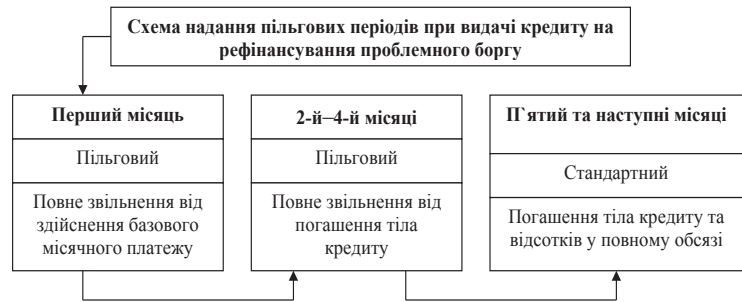 Схема надання пільгових періодів при видачі кредиту на
рефінансування проблемного боргу
Перший місяць
Пільговий
Повне звільнення від
здійснення базового
місячного платежу
2-й–4-й місяці
Пільговий
Повне звільнення від
погашення тіла
кредиту
П`ятий та наступні місяці
Стандартний
Погашення тіла кредиту та
відсотків у повному обсязі